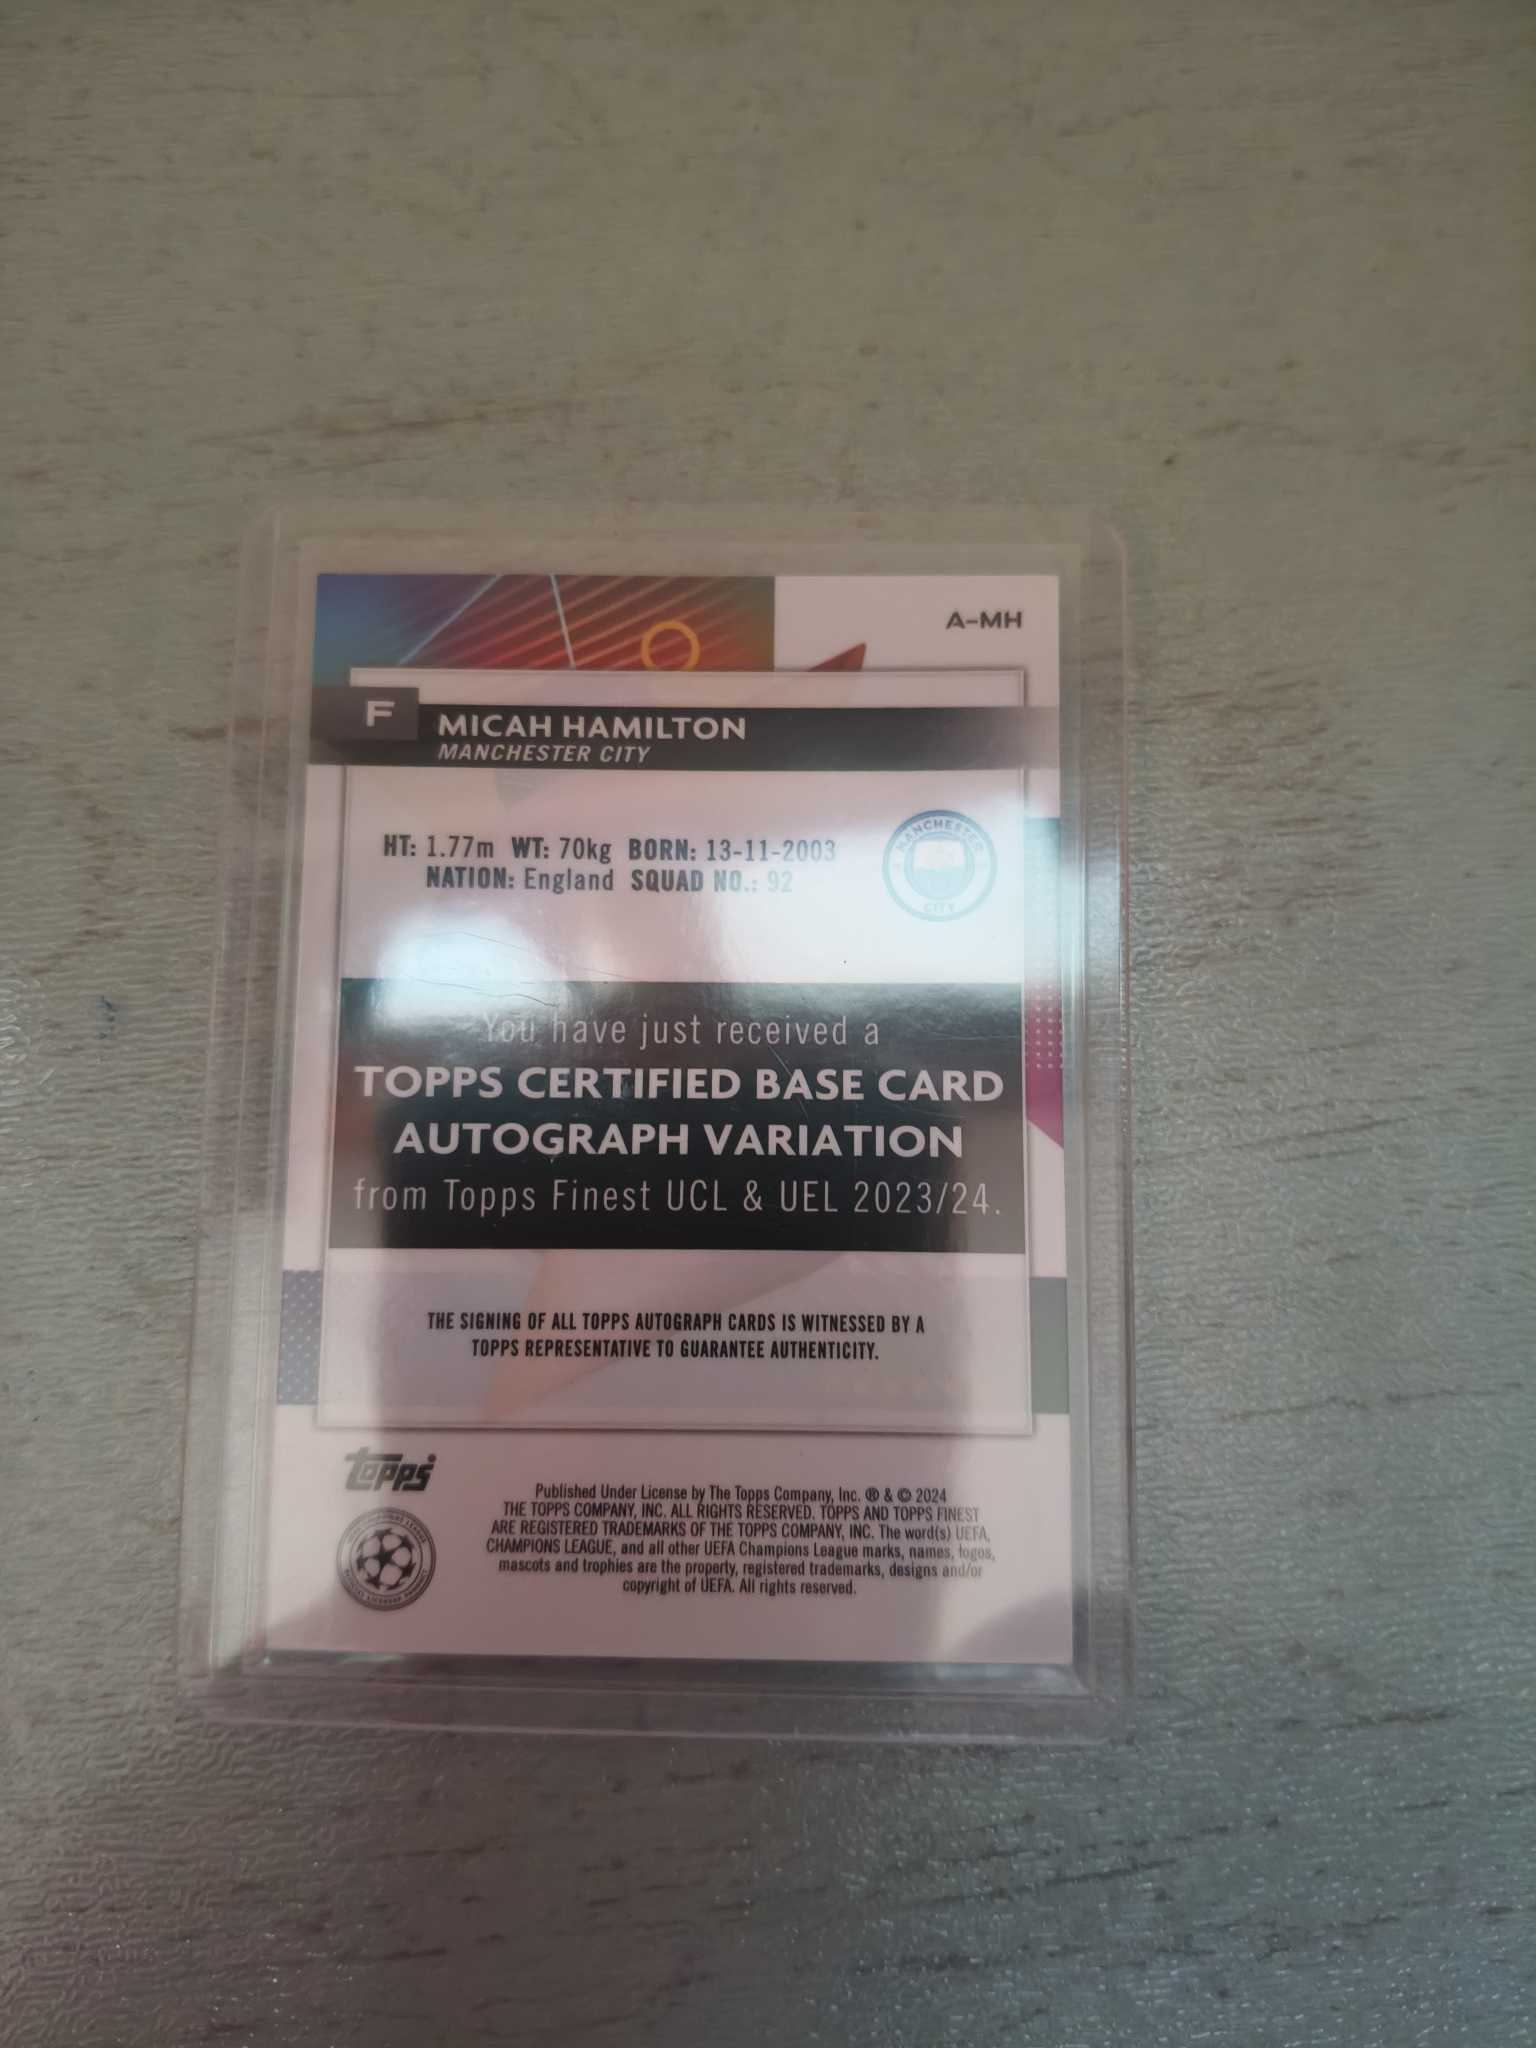 A-MH
F
MICAH HAMILTON
MANCHESTER CITY
HT: 1.77m WT: 70kg BORN: 13-11-2003
NATION: England SQUAD NO.: 92
MANCHESTER
CITY
You have just received a
TOPPS CERTIFIED BASE CARD
AUTOGRAPH VARIATION
from Topps Finest UCL & UEL 2023/24.
THE SIGNING OF ALL TOPPS AUTOGRAPH CARDS IS WITNESSED BY A
TOPPS REPRESENTATIVE TO GUARANTEE AUTHENTICITY.
topps
Published Under License by The Topps Company, Inc. ® & © 2024
THE TOPPS COMPANY, INC. ALL RIGHTS RESERVED. TOPPS AND TOPPS FINEST
ARE REGISTERED TRADEMARKS OF THE TOPPS COMPANY, INC. The word(s) UEFA,
CHAMPIONS LEAGUE, and all other UEFA Champions League marks, names, logos,
mascots and trophies are the property, registered trademarks, designs and/or
copyright of UEFA. All rights reserved.